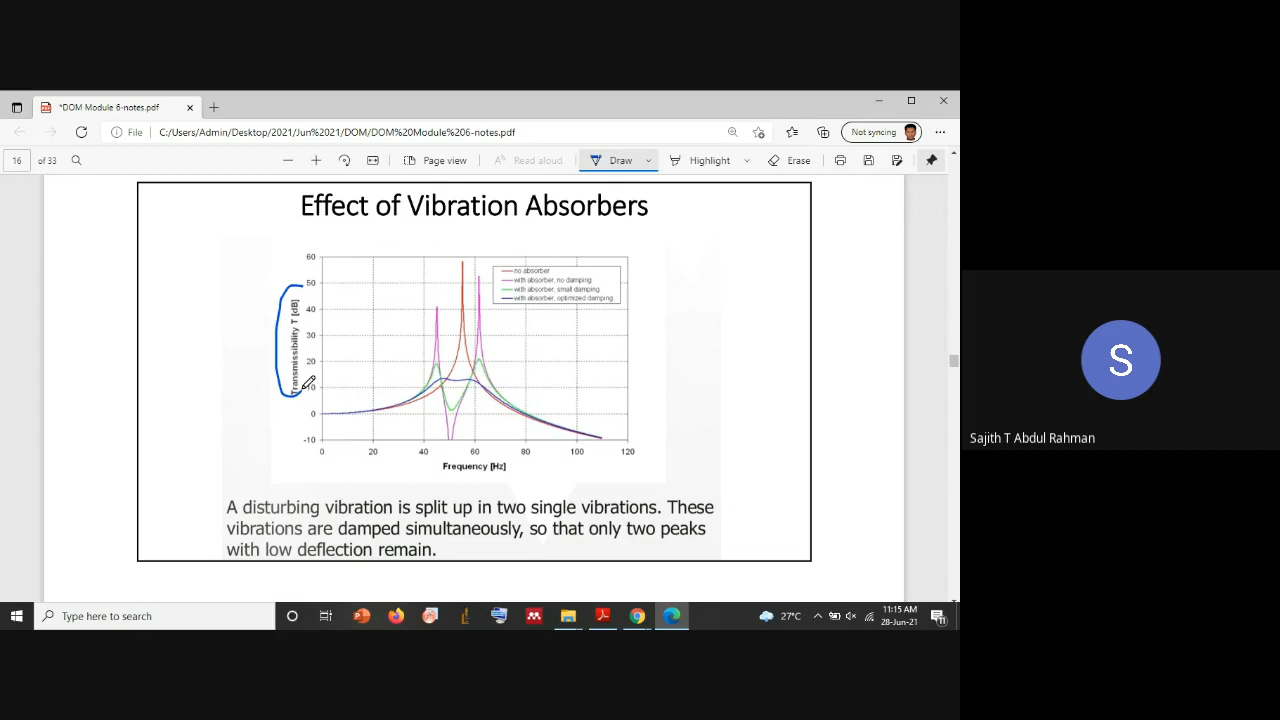 *DOM Module 6-notes.pdf
File
C:/Users/Admin/Desktop/2021/Jun%2021/DOM/DOM%20Module%206-notes.pdf
Not syncing
16 of 33
Page view
Read aloud
Draw
Highlight
Erase
Effect of Vibration Absorbers
60
50
40
30
20
10
0
-10
Transmissibility T [dB]
no absorber
with absorber, no damping
with absorber, small damping
with absorber, optimized damping
0 20 40 60 80 100 120
Frequency [Hz]
A disturbing vibration is split up in two single vibrations. These
vibrations are damped simultaneously, so that only two peaks
with low deflection remain.
S
Sajith T Abdul Rahman
Type here to search
27°C
11:15 AM
28-Jun-21
11